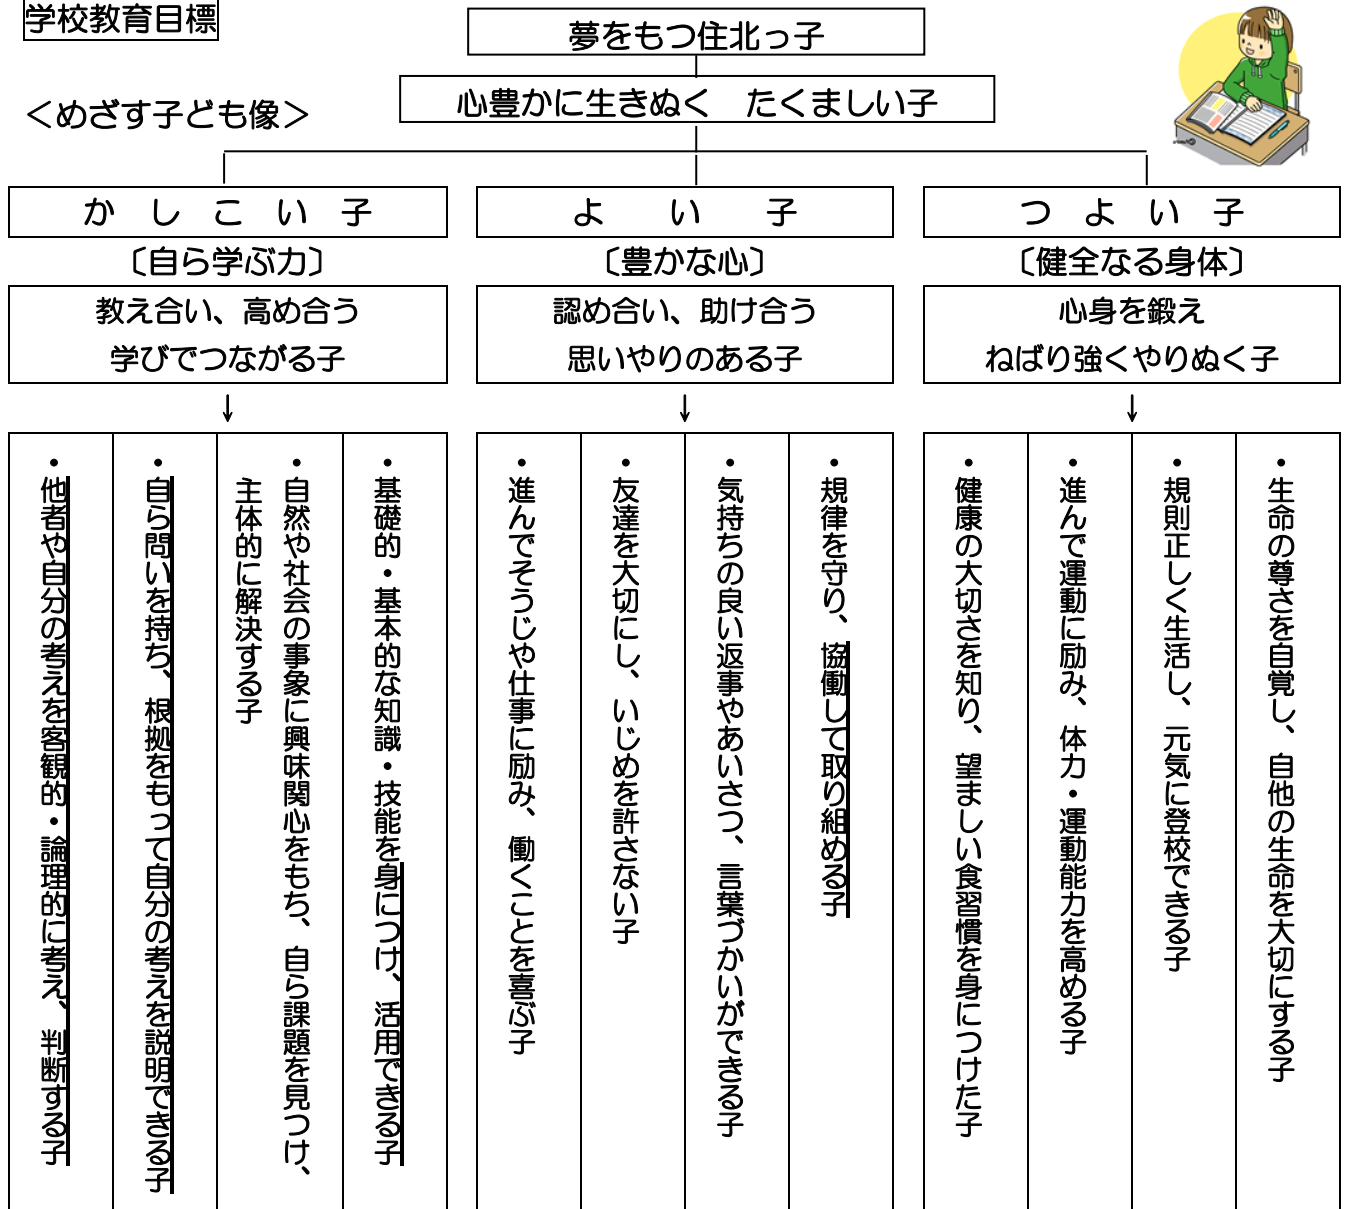 学校教育目標
夢をもつ住北っ子
心豊かに生きぬく　たくましい子
＜めざす子ども像＞
か　し　こ　い　子
〔自ら学ぶ力〕
教え合い、高め合う
学びでつながる子
・基礎的・基本的な知識・技能を身につけ、活用できる子
・自然や社会の事象に興味関心をもち、自ら課題を見つけ、
主体的に解決する子
・自ら問いを持ち、根拠をもって自分の考えを説明できる子
・他者や自分の考えを客観的・論理的に考え、判断する子
よ　い　子
〔豊かな心〕
認め合い、助け合う
思いやりのある子
・規律を守り、協働して取り組める子
・気持ちの良い返事やあいさつ、言葉づかいができる子
・友達を大切にし、いじめを許さない子
・進んでそうじや仕事に励み、働くことを喜ぶ子
つ　よ　い　子
〔健全なる身体〕
心身を鍛え
ねばり強くやりぬく子
・生命の尊さを自覚し、自他の生命を大切にする子
・規則正しく生活し、元気に登校できる子
・進んで運動に励み、体力・運動能力を高める子
・健康の大切さを知り、望ましい食習慣を身につけた子